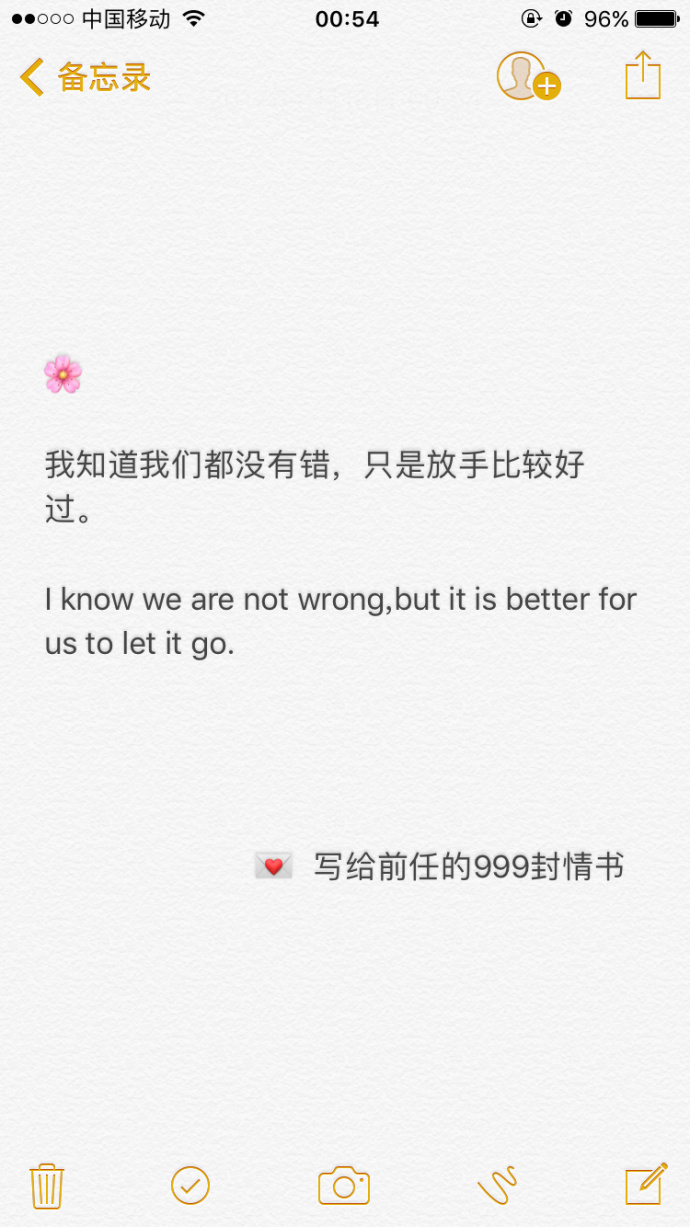 中国移动 00:54 96%
备忘录
🌸
我知道我们都没有错，只是放手比较好
过。
I know we are not wrong,but it is better for
us to let it go.
💌 写给前任的999封情书